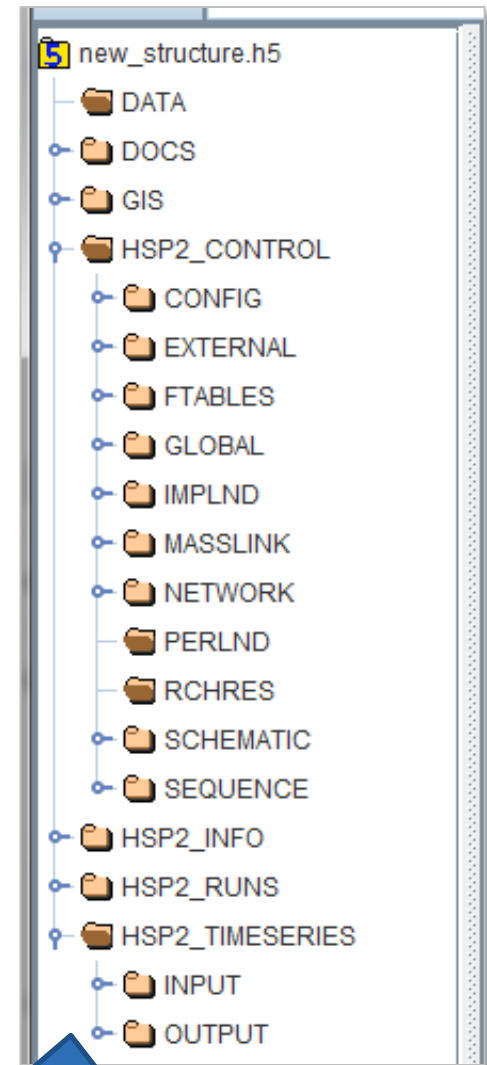 5 new_structure.h5
DATA
DOCS
GIS
HSP2_CONTROL
CONFIG
EXTERNAL
FTABLES
GLOBAL
IMPLND
MASSLINK
NETWORK
PERLND
RCHRES
SCHEMATIC
SEQUENCE
HSP2_INFO
HSP2_RUNS
HSP2_TIMESERIES
INPUT
OUTPUT